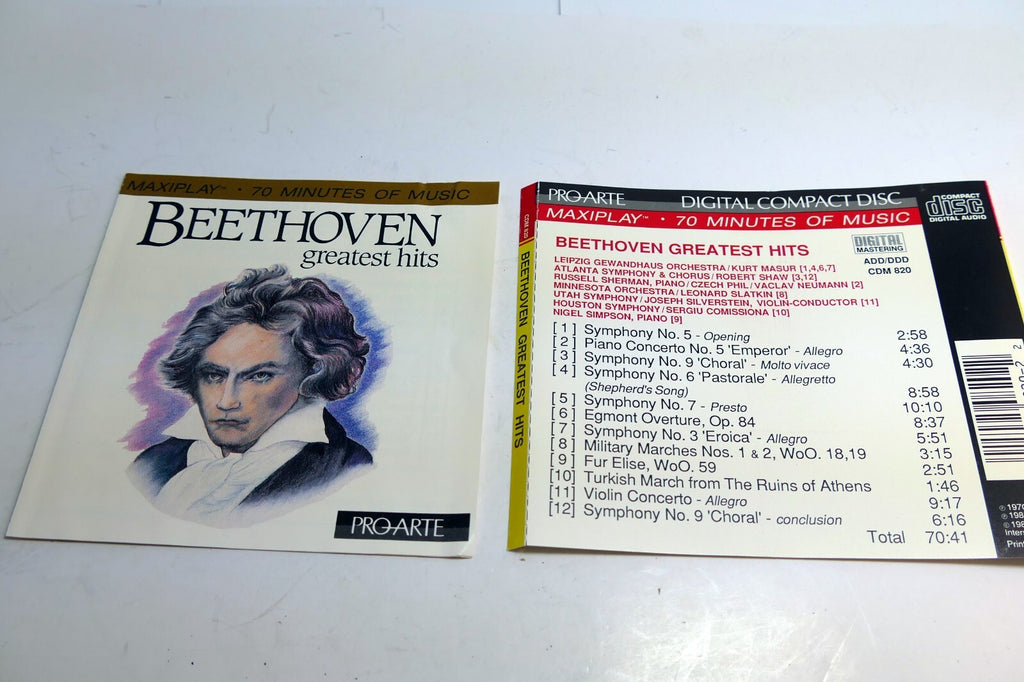 MAXIPLAY™ · 70 MINUTES OF MUSIC
BEETHOVEN
greatest hits
PRO-ARTE
CDM 820
BEETHOVEN GREATEST HITS
PRO-ARTE DIGITAL COMPACT DISC
MAXIPLAY™ · 70 MINUTES OF MUSIC
COMPACT
disc
DIGITAL AUDIO
BEETHOVEN GREATEST HITS
DIGITAL
MASTERING
ADD/DDD
CDM 820
LEIPZIG GEWANDHAUS ORCHESTRA/KURT MASUR [1,4,6,7]
ATLANTA SYMPHONY & CHORUS/ROBERT SHAW [3,12]
RUSSELL SHERMAN, PIANO/CZECH PHIL/VACLAV NEUMANN [2]
MINNESOTA ORCHESTRA/LEONARD SLATKIN [8]
UTAH SYMPHONY/JOSEPH SILVERSTEIN, VIOLIN-CONDUCTOR [11]
HOUSTON SYMPHONY/SERGIU COMISSIONA [10]
NIGEL SIMPSON, PIANO [9]
[1] Symphony No. 5 - Opening 2:58
[2] Piano Concerto No. 5 'Emperor' - Allegro 4:36
[3] Symphony No. 9 'Choral' - Molto vivace 4:30
[4] Symphony No. 6 'Pastorale' - Allegretto
(Shepherd's Song) 8:58
[5] Symphony No. 7 - Presto 10:10
[6] Egmont Overture, Op. 84 8:37
[7] Symphony No. 3 'Eroica' - Allegro 5:51
[8] Military Marches Nos. 1 & 2, WoO. 18,19 3:15
[9] Fur Elise, WoO. 59 2:51
[10] Turkish March from The Ruins of Athens 1:46
[11] Violin Concerto - Allegro 9:17
[12] Symphony No. 9 'Choral' - conclusion 6:16
Total 70:41